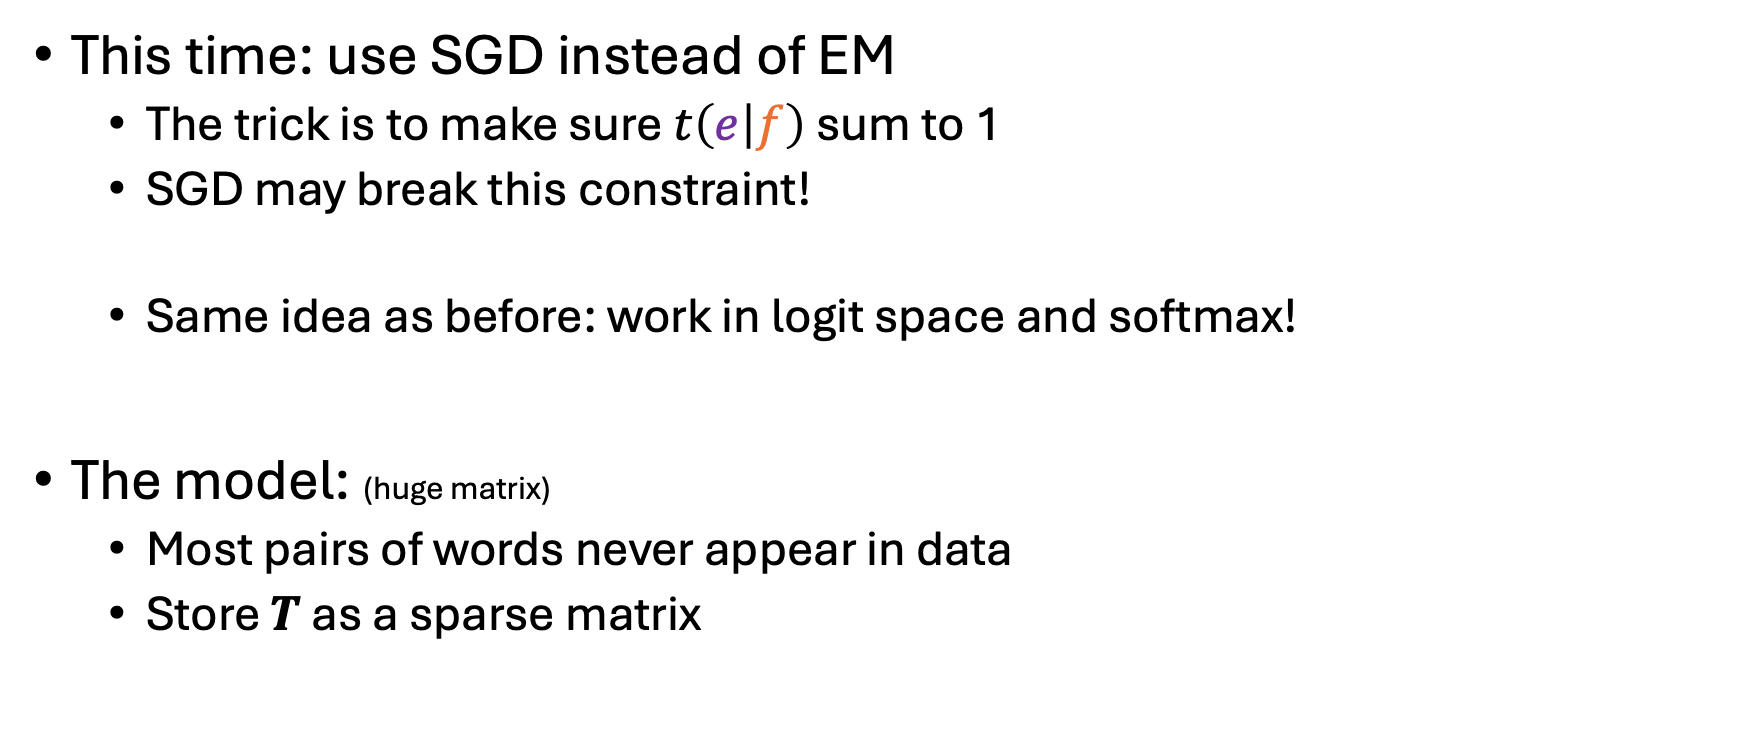 • This time: use SGD instead of EM
• The trick is to make sure t(e|f) sum to 1
• SGD may break this constraint!
• Same idea as before: work in logit space and softmax!
• The model: (huge matrix)
• Most pairs of words never appear in data
• Store T as a sparse matrix